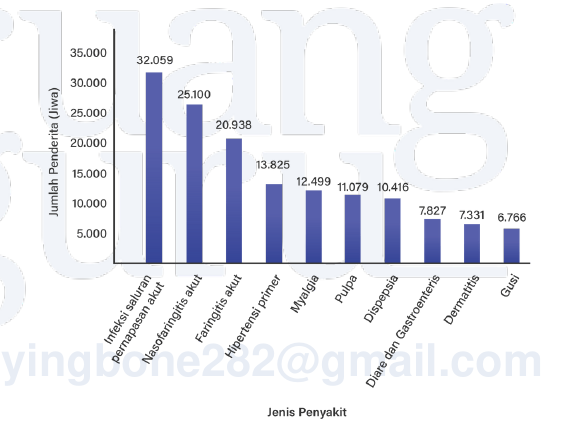 ruang
guru
Jumlah Penderita (Jiwa)
35.000
30.000
25.000
20.000
15.000
10.000
5.000
32.059
25.100
20.938
13.825
12.499
11.079
10.416
7.827
7.331
6.766
Infeksi saluran
pernapasan akut
Nasofaringitis akut
Faringitis akut
Hipertensi primer
Myalgia
Pulpa
Dispepsia
Diare dan Gastroenteris
Dermatitis
Gusi
yingbone282@gmail.com
Jenis Penyakit